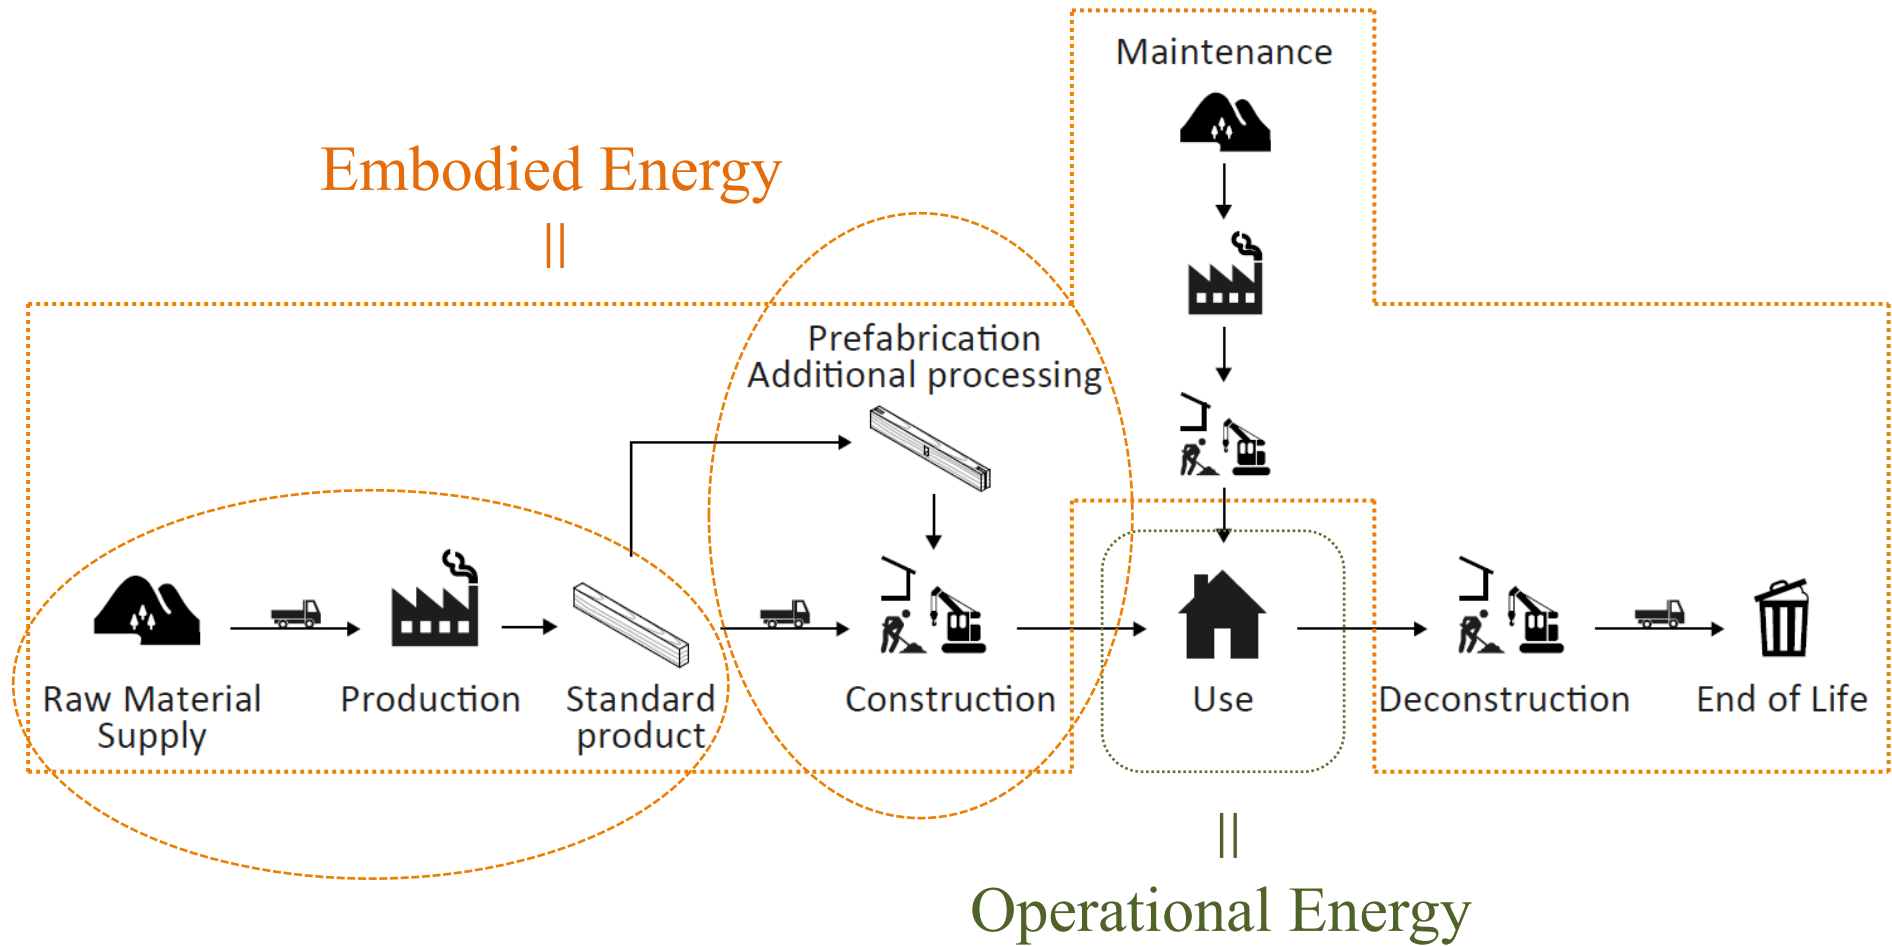 Maintenance
Embodied Energy
||
Prefabrication
Additional processing
Raw Material
Supply
Production
Standard
product
Construction
Use
Deconstruction
End of Life
||
Operational Energy